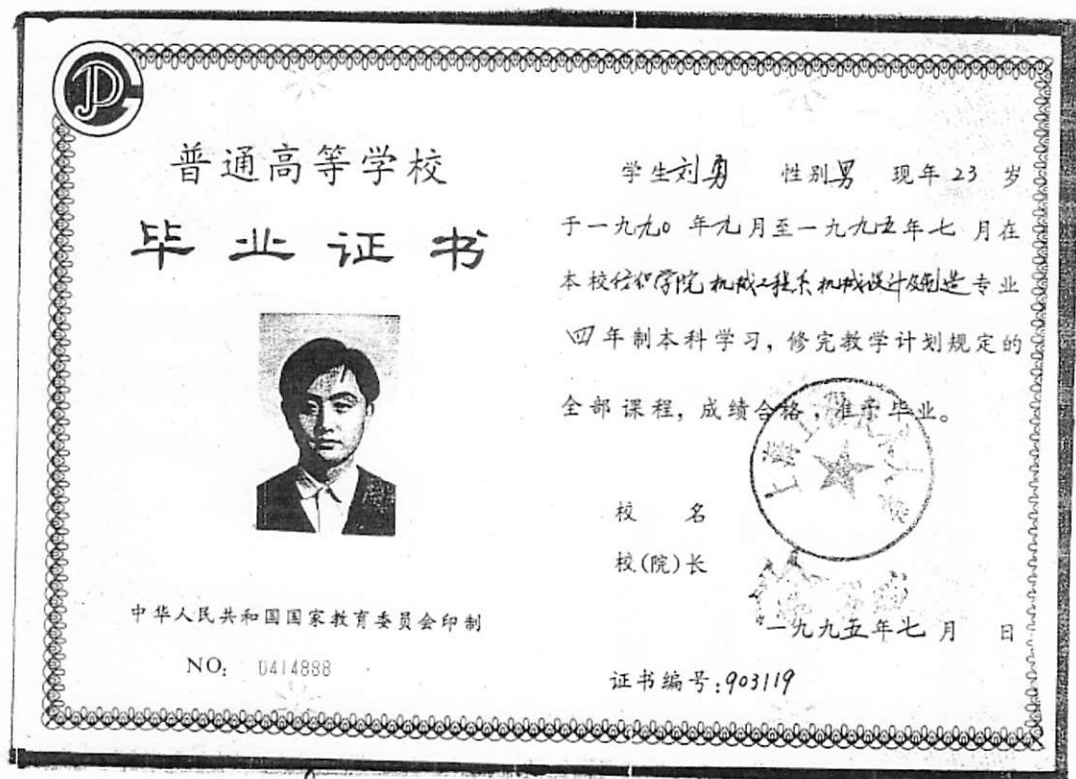 普通高等学校
毕业证书
中华人民共和国国家教育委员会印制
NO: 0414888
学生刘勇 性别男 现年23岁
于一九九0年九月至一九九五年七月在
本校纺织学院机械工程系机械设计及制造专业
四年制本科学习,修完教学计划规定的
全部课程,成绩合格,准予毕业。
校 名
校(院)长
一九九五年七月 日
证书编号:903119